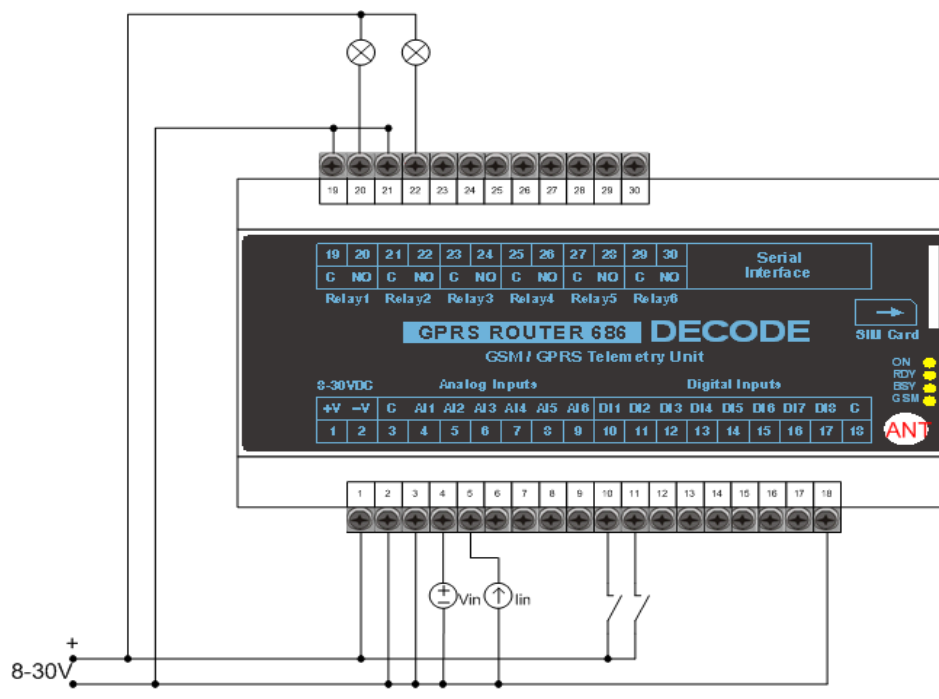 19 20 21 22 23 24 25 26 27 28 29 30
19 20 21 22 23 24 25 26 27 28 29 30 Serial Interface
C NO C NO C NO C NO C NO C NO
Relay1 Relay2 Relay3 Relay4 Relay5 Relay6
GPRS ROUTER 686 DECODE
SIM Card
GSM / GPRS Telemetry Unit
ON
RDY
BSY
GSM
8-30VDC Analog Inputs Digital Inputs
+V -V C AI1 AI2 AI3 AI4 AI5 AI6 DI1 DI2 DI3 DI4 DI5 DI6 DI7 DI8 C
1 2 3 4 5 6 7 8 9 10 11 12 13 14 15 16 17 18
ANT
1 2 3 4 5 6 7 8 9 10 11 12 13 14 15 16 17 18
+ − Vin Iin
+
8-30V